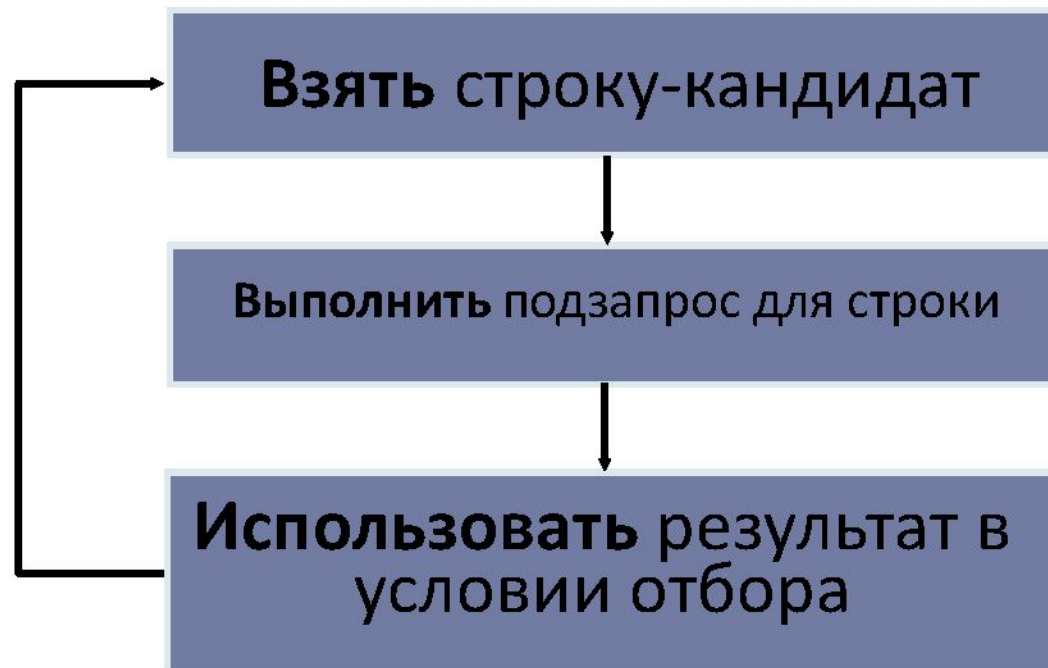 Взять строку-кандидат
Выполнить подзапрос для строки
Использовать результат в
условии отбора